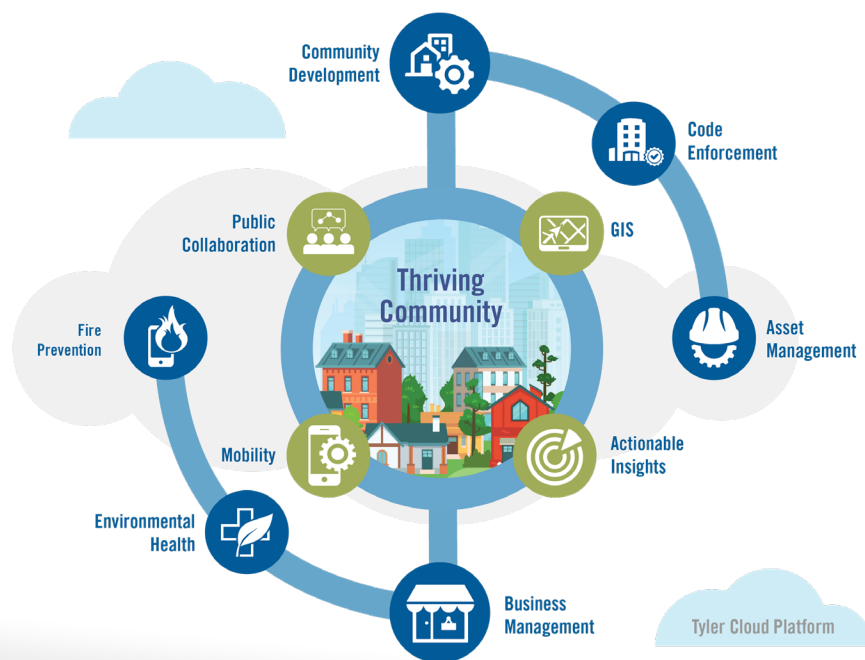 Community
Development
Code
Enforcement
Public
Collaboration
GIS
Thriving
Community
Fire
Prevention
Asset
Management
Mobility
Actionable
Insights
Environmental
Health
Business
Management
Tyler Cloud Platform